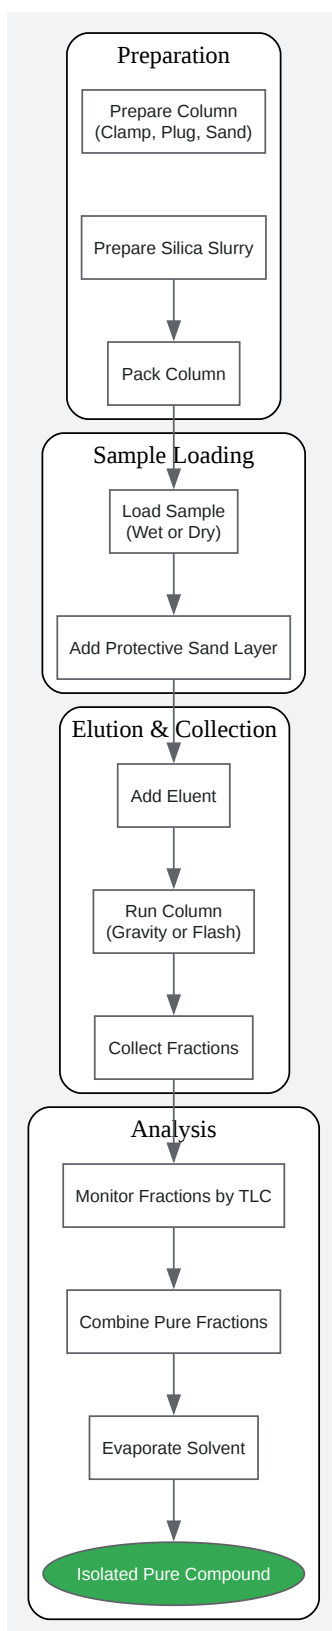 Preparation
Prepare Column
(Clamp, Plug, Sand)
Prepare Silica Slurry
Pack Column
Sample Loading
Load Sample
(Wet or Dry)
Add Protective Sand Layer
Elution & Collection
Add Eluent
Run Column
(Gravity or Flash)
Collect Fractions
Analysis
Monitor Fractions by TLC
Combine Pure Fractions
Evaporate Solvent
Isolated Pure Compound